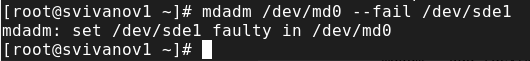 [root@svivanov1 ~]# mdadm /dev/md0 --fail /dev/sde1
mdadm: set /dev/sde1 faulty in /dev/md0
[root@svivanov1 ~]#